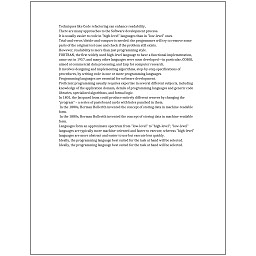 Techniques like Code refactoring can enhance readability.
There are many approaches to the Software development process.
It is usually easier to code in "high-level" languages than in "low-level" ones.
Trial-and-error/divide-and-conquer is needed: the programmer will try to remove some
parts of the original test case and check if the problem still exists.
However, readability is more than just programming style.
FORTRAN, the first widely used high-level language to have a functional implementation,
came out in 1957, and many other languages were soon developed—in particular, COBOL
aimed at commercial data processing, and Lisp for computer research.
It involves designing and implementing algorithms, step-by-step specifications of
procedures, by writing code in one or more programming languages.
Programming languages are essential for software development.
Proficient programming usually requires expertise in several different subjects, including
knowledge of the application domain, details of programming languages and generic code
libraries, specialized algorithms, and formal logic.
In 1801, the Jacquard loom could produce entirely different weaves by changing the
"program" - a series of pasteboard cards with holes punched in them.
In the 1880s, Herman Hollerith invented the concept of storing data in machine-readable
form.
In the 1880s, Herman Hollerith invented the concept of storing data in machine-readable
form.
Languages form an approximate spectrum from "low-level" to "high-level"; "low-level"
languages are typically more machine-oriented and faster to execute, whereas "high-level"
languages are more abstract and easier to use but execute less quickly.
Ideally, the programming language best suited for the task at hand will be selected.
Ideally, the programming language best suited for the task at hand will be selected.